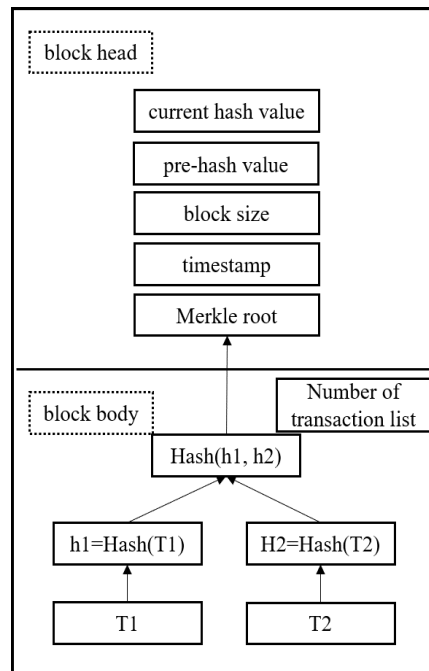 block head
current hash value
pre-hash value
block size
timestamp
Merkle root
Number of
transaction list
block body
Hash(h1, h2)
h1=Hash(T1)
H2=Hash(T2)
T1
T2